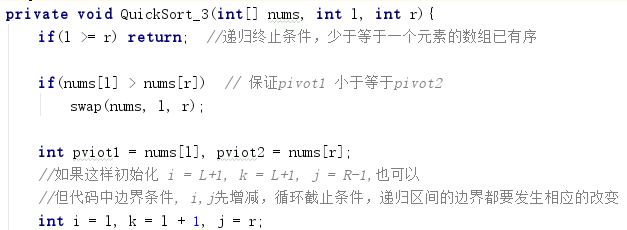 private void QuickSort_3(int[] nums, int l, int r){
if(l >= r) return; //递归终止条件，少于等于一个元素的数组已有序
if(nums[l] > nums[r]) // 保证pivot1 小于等于pivot2
swap(nums, l, r);
int pviot1 = nums[l], pviot2 = nums[r];
//如果这样初始化 i = L+1, k = L+1, j = R-1,也可以
//但代码中边界条件, i,j先增减，循环截止条件，递归区间的边界都要发生相应的改变
int i = l, k = l + 1, j = r;